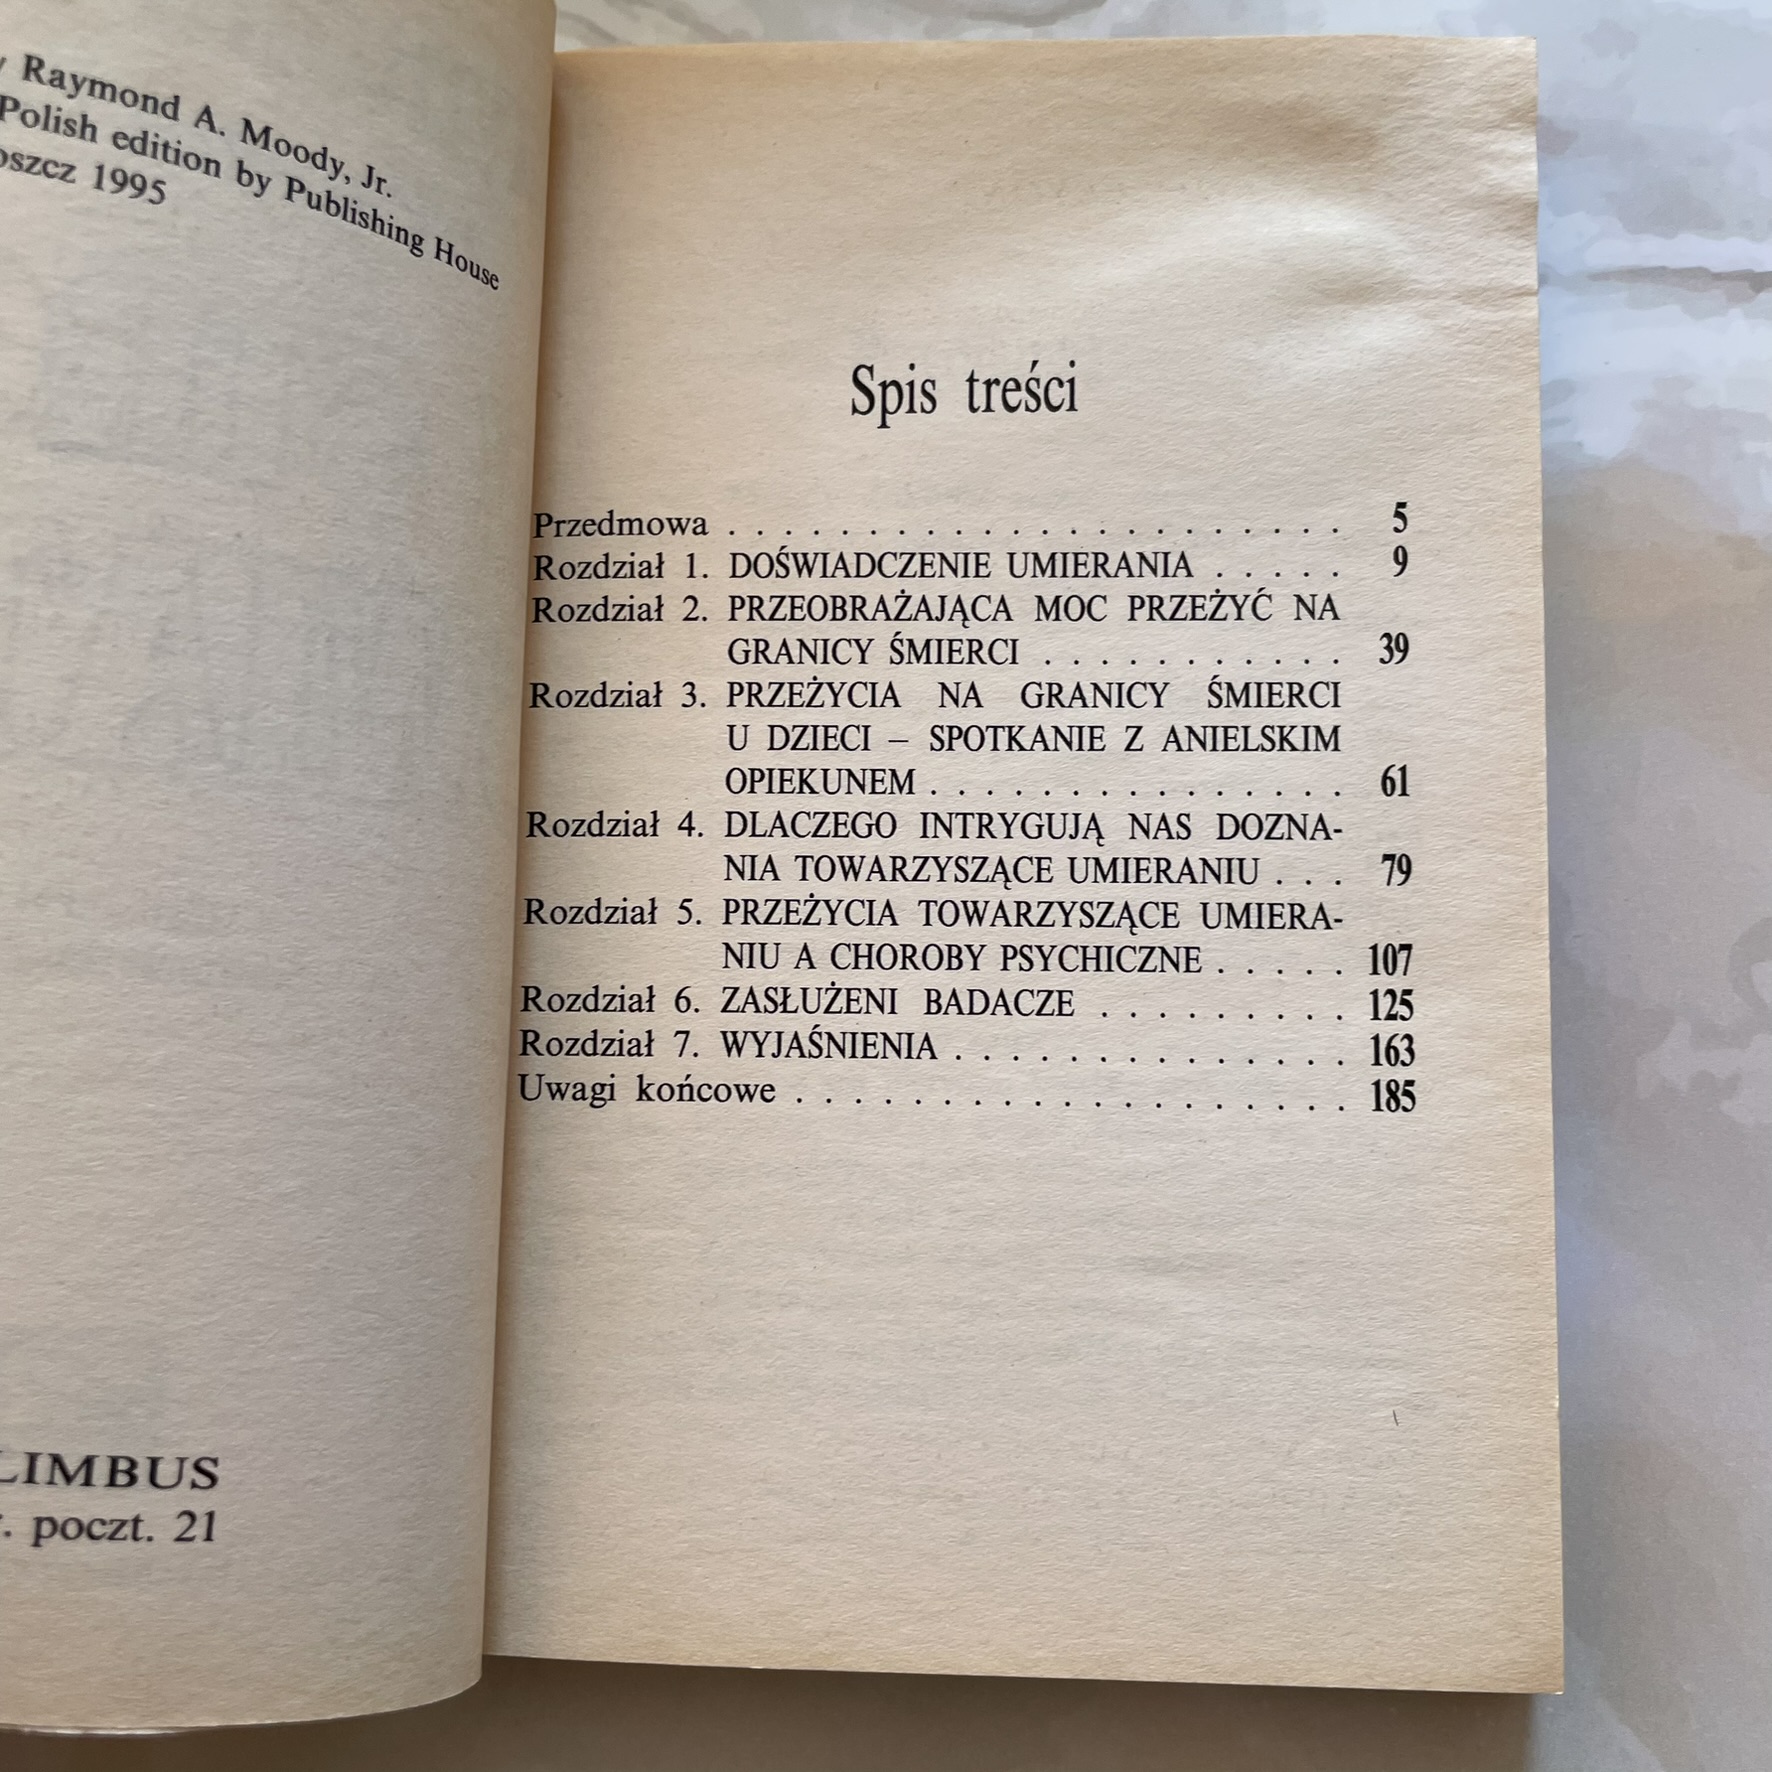 Raymond A. Moody, Jr.
Polish edition by Publishing House
1995
LIMBUS
poczt. 21
Spis treści
Przedmowa . . . . . . . . . . . . . . . . . . . . . . 5
Rozdział 1. DOŚWIADCZENIE UMIERANIA . . . . . 9
Rozdział 2. PRZEOBRAŻAJĄCA MOC PRZEŻYĆ NA
GRANICY ŚMIERCI . . . . . . . . . . . 39
Rozdział 3. PRZEŻYCIA NA GRANICY ŚMIERCI
U DZIECI – SPOTKANIE Z ANIELSKIM
OPIEKUNEM . . . . . . . . . . . . . . . 61
Rozdział 4. DLACZEGO INTRYGUJĄ NAS DOZNA-
NIA TOWARZYSZĄCE UMIERANIU . . . 79
Rozdział 5. PRZEŻYCIA TOWARZYSZĄCE UMIERA-
NIU A CHOROBY PSYCHICZNE . . . . . 107
Rozdział 6. ZASŁUŻENI BADACZE . . . . . . . . . 125
Rozdział 7. WYJAŚNIENIA . . . . . . . . . . . . . . 163
Uwagi końcowe . . . . . . . . . . . . . . . . . . . 185